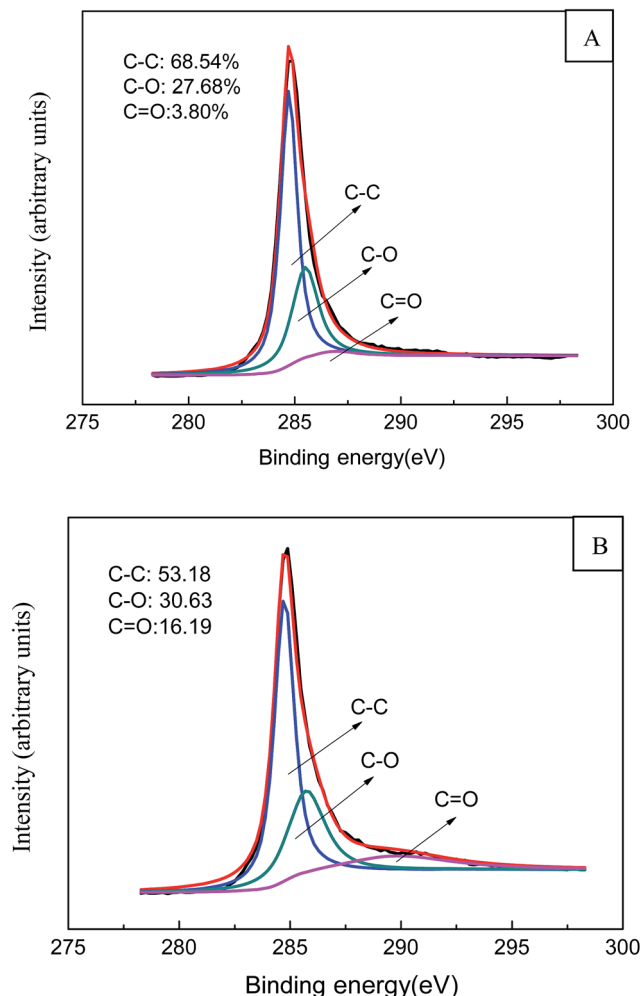 A
C-C: 68.54%
C-O: 27.68%
C=O:3.80%
C-C
C-O
C=O
Intensity (arbitrary units)
275 280 285 290 295 300
Binding energy(eV)
B
C-C: 53.18
C-O: 30.63
C=O:16.19
C-C
C-O
C=O
Intensity (arbitrary units)
275 280 285 290 295 300
Binding energy(eV)